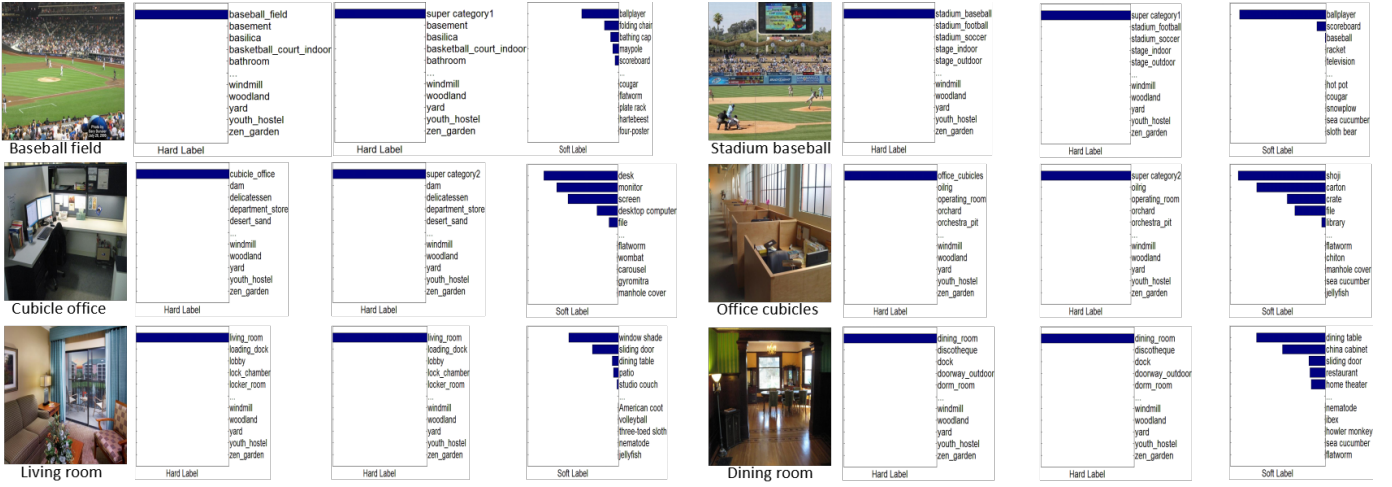 baseball_field
basement
basilica
basketball_court_indoor
bathroom
...
windmill
woodland
yard
youth_hostel
zen_garden
Hard Label
super category1
basement
basilica
basketball_court_indoor
bathroom
...
windmill
woodland
yard
youth_hostel
zen_garden
Hard Label
ballplayer
folding chair
bathing cap
maypole
scoreboard
...
cougar
flatworm
plate rack
hartebeest
four-poster
Soft Label
Baseball field
stadium_baseball
stadium_football
stadium_soccer
stage_indoor
stage_outdoor
...
windmill
woodland
yard
youth_hostel
zen_garden
Hard Label
super category1
stadium_football
stadium_soccer
stage_indoor
stage_outdoor
...
windmill
woodland
yard
youth_hostel
zen_garden
Hard Label
ballplayer
scoreboard
baseball
racket
television
...
hot pot
cougar
snowplow
sea cucumber
sloth bear
Soft Label
Stadium baseball
cubicle_office
dam
delicatessen
department_store
desert_sand
...
windmill
woodland
yard
youth_hostel
zen_garden
Hard Label
super category2
dam
delicatessen
department_store
desert_sand
...
windmill
woodland
yard
youth_hostel
zen_garden
Hard Label
desk
monitor
screen
desktop computer
file
...
flatworm
wombat
carousel
gyromitra
manhole cover
Soft Label
Cubicle office
office_cubicles
oilrig
operating_room
orchard
orchestra_pit
...
windmill
woodland
yard
youth_hostel
zen_garden
Hard Label
super category2
oilrig
operating_room
orchard
orchestra_pit
...
windmill
woodland
yard
youth_hostel
zen_garden
Hard Label
shoji
carton
crate
file
library
...
flatworm
chiton
manhole cover
sea cucumber
jellyfish
Soft Label
Office cubicles
living_room
loading_dock
lobby
lock_chamber
locker_room
...
windmill
woodland
yard
youth_hostel
zen_garden
Hard Label
living_room
loading_dock
lobby
lock_chamber
locker_room
...
windmill
woodland
yard
youth_hostel
zen_garden
Hard Label
window shade
sliding door
dining table
patio
studio couch
...
American coot
volleyball
three-toed sloth
nematode
jellyfish
Soft Label
Living room
dining_room
discotheque
dock
doorway_outdoor
dorm_room
...
windmill
woodland
yard
youth_hostel
zen_garden
Hard Label
dining_room
discotheque
dock
doorway_outdoor
dorm_room
...
windmill
woodland
yard
youth_hostel
zen_garden
Hard Label
dining table
china cabinet
sliding door
restaurant
home theater
...
nematode
ibex
howler monkey
sea cucumber
flatworm
Soft Label
Dining room